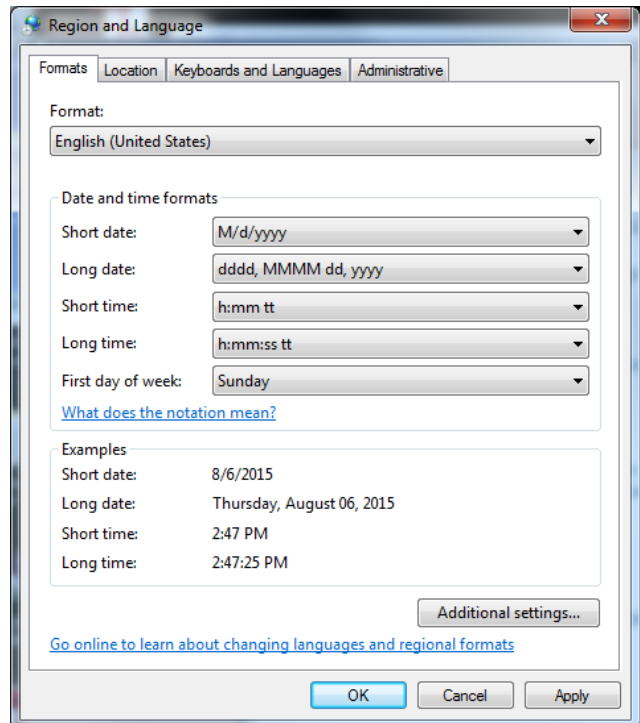 Region and Language
Formats Location Keyboards and Languages Administrative
Format:
English (United States)
Date and time formats
Short date: M/d/yyyy
Long date: dddd, MMMM dd, yyyy
Short time: h:mm tt
Long time: h:mm:ss tt
First day of week: Sunday
What does the notation mean?
Examples
Short date: 8/6/2015
Long date: Thursday, August 06, 2015
Short time: 2:47 PM
Long time: 2:47:25 PM
Additional settings...
Go online to learn about changing languages and regional formats
OK Cancel Apply